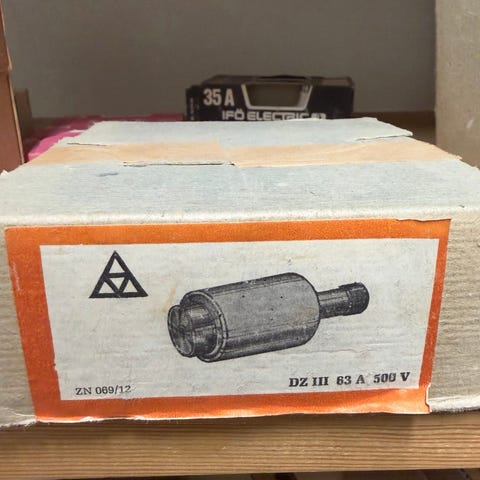 35 A
IFÖ ELECTRIC
ZN 069/12
DZ III 63 A 500 V